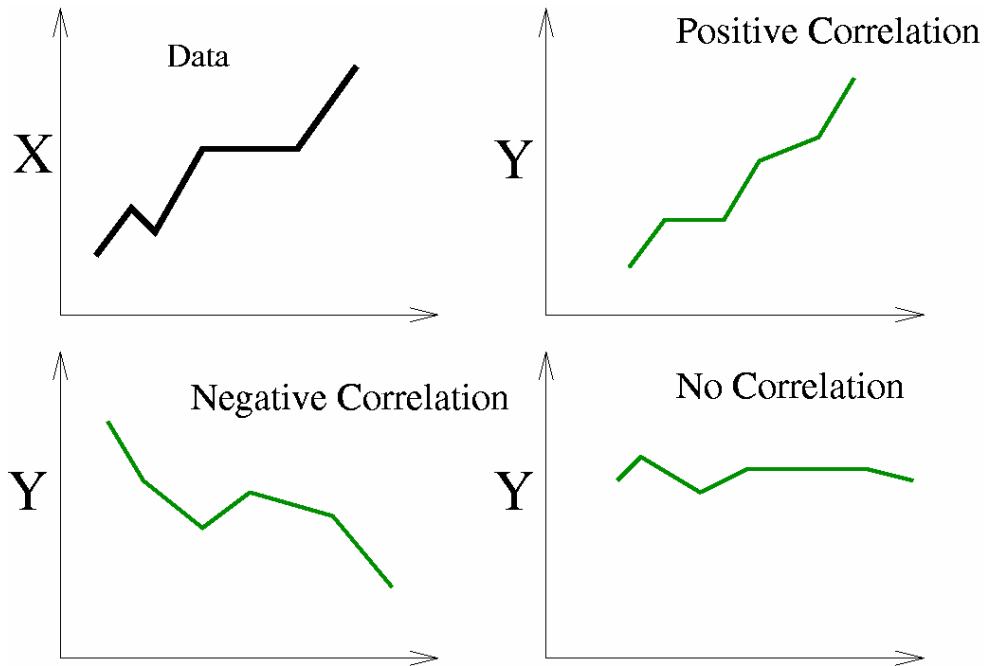 Data
X
Positive Correlation
Y
Negative Correlation
Y
No Correlation
Y